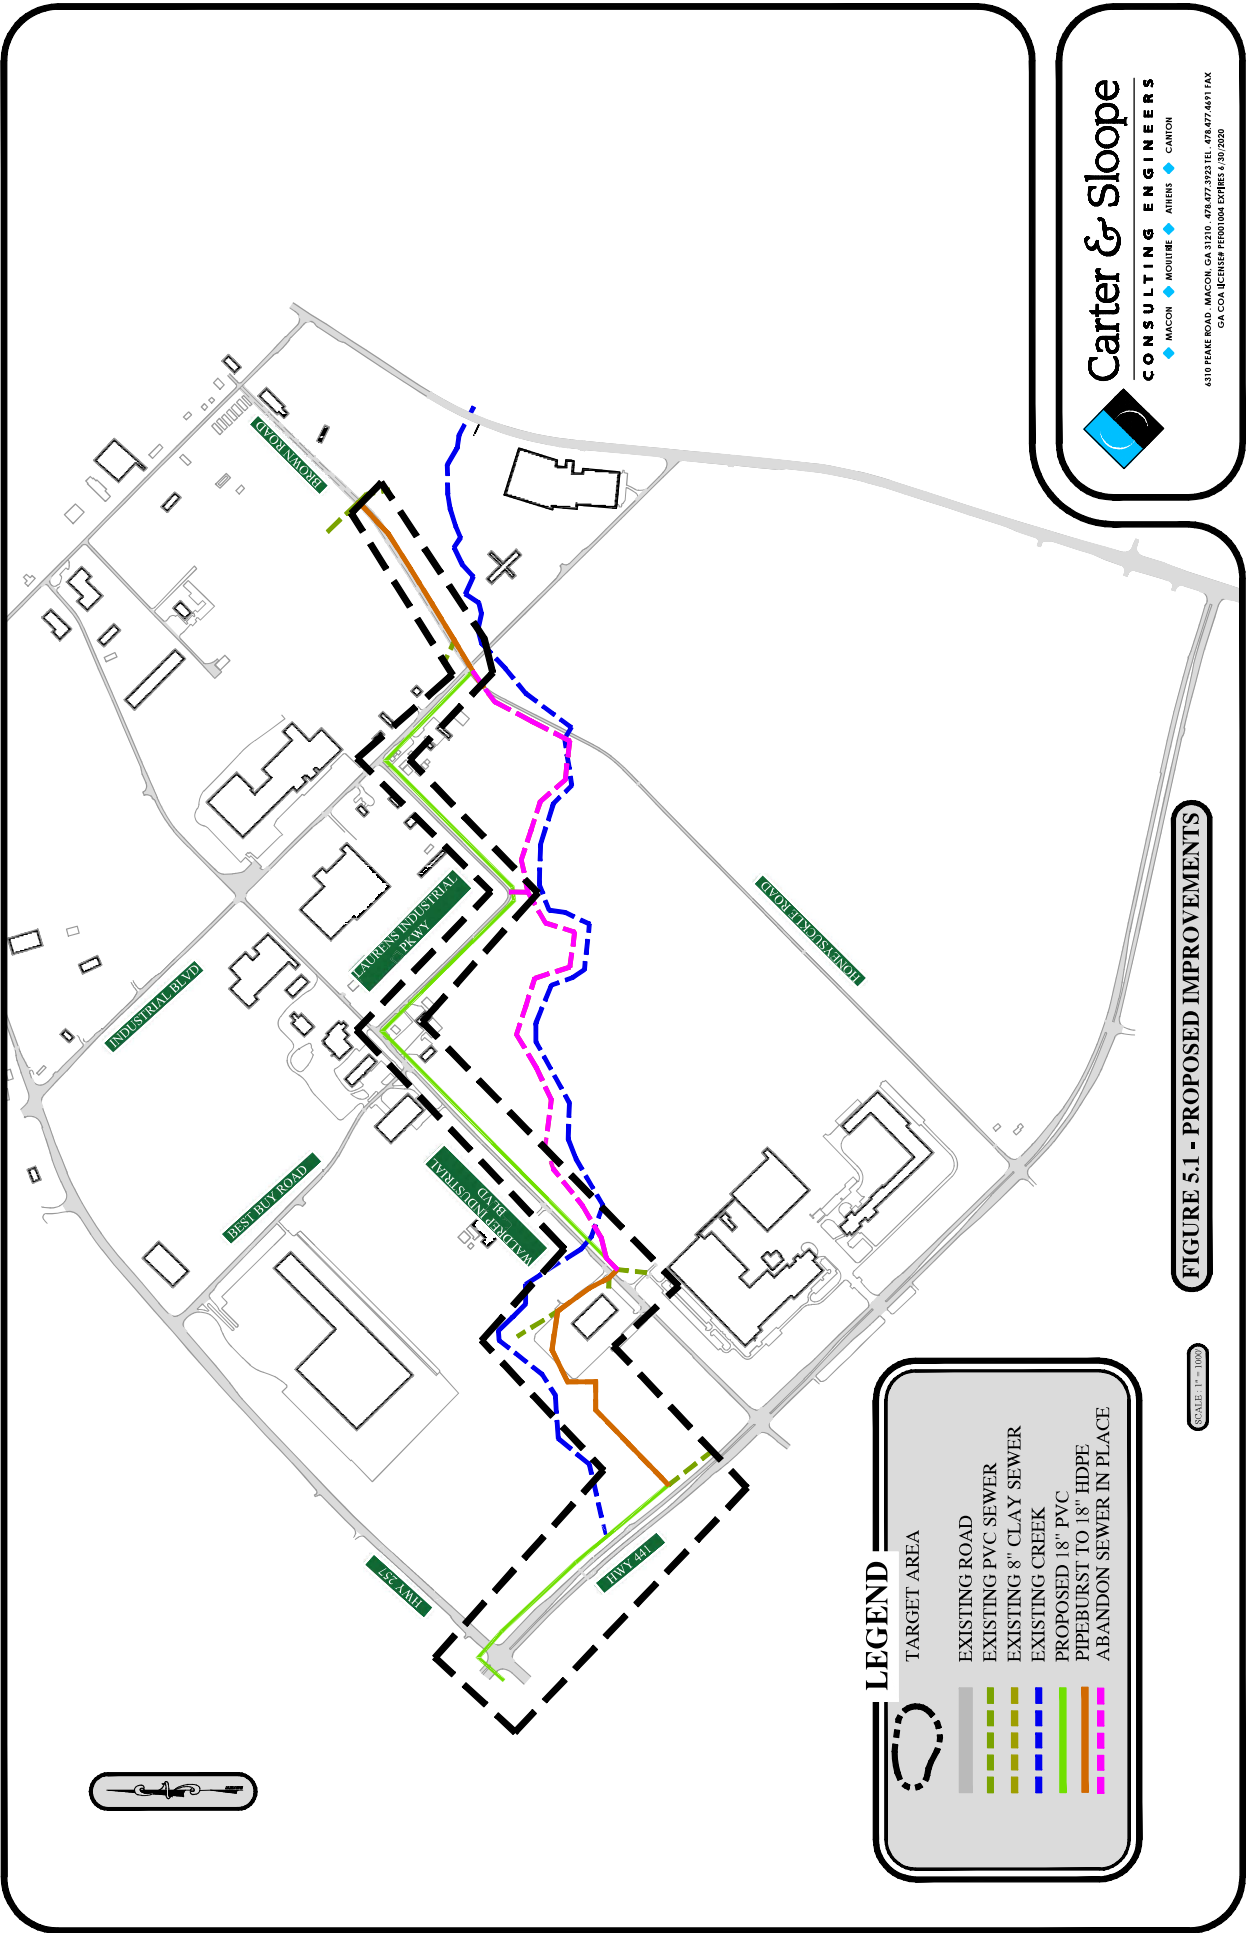 Carter & Sloope
CONSULTING ENGINEERS
MACON MOULTRIE ATHENS CANTON
6310 PEAKE ROAD . MACON, GA 31210 . 478.477.3923 TEL . 478.477.4691 FAX
GA COA LICENSE# PEF001004 EXPIRES 6/30/2020
BROWN ROAD
LAURENS INDUSTRIAL
PKWY
INDUSTRIAL BLVD
HONEYSUCKLE ROAD
BEST BUY ROAD
WALDREP INDUSTRIAL
BLVD
HWY 257
HWY 441
FIGURE 5.1 - PROPOSED IMPROVEMENTS
SCALE : 1" = 1000'
LEGEND
TARGET AREA
EXISTING ROAD
EXISTING PVC SEWER
EXISTING 8" CLAY SEWER
EXISTING CREEK
PROPOSED 18" PVC
PIPEBURST TO 18" HDPE
ABANDON SEWER IN PLACE